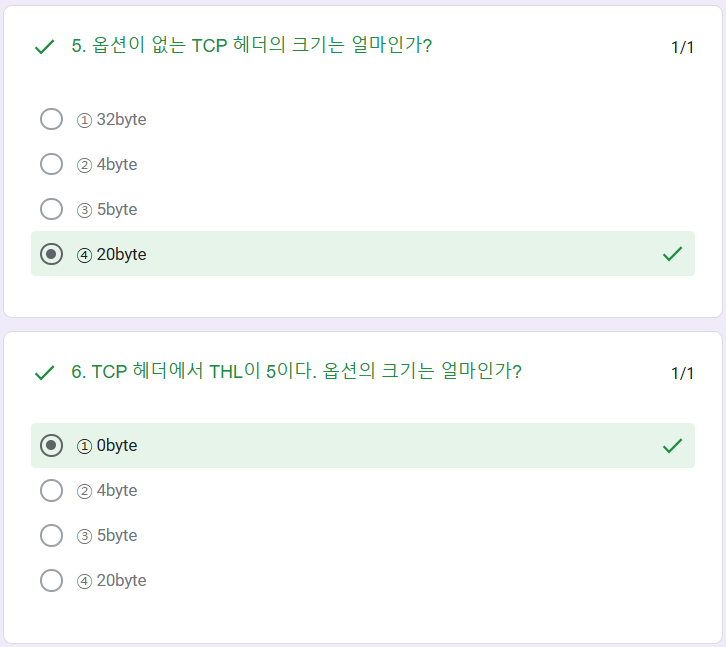 5. 옵션이 없는 TCP 헤더의 크기는 얼마인가? 1/1
① 32byte
② 4byte
③ 5byte
④ 20byte
6. TCP 헤더에서 THL이 5이다. 옵션의 크기는 얼마인가? 1/1
① 0byte
② 4byte
③ 5byte
④ 20byte